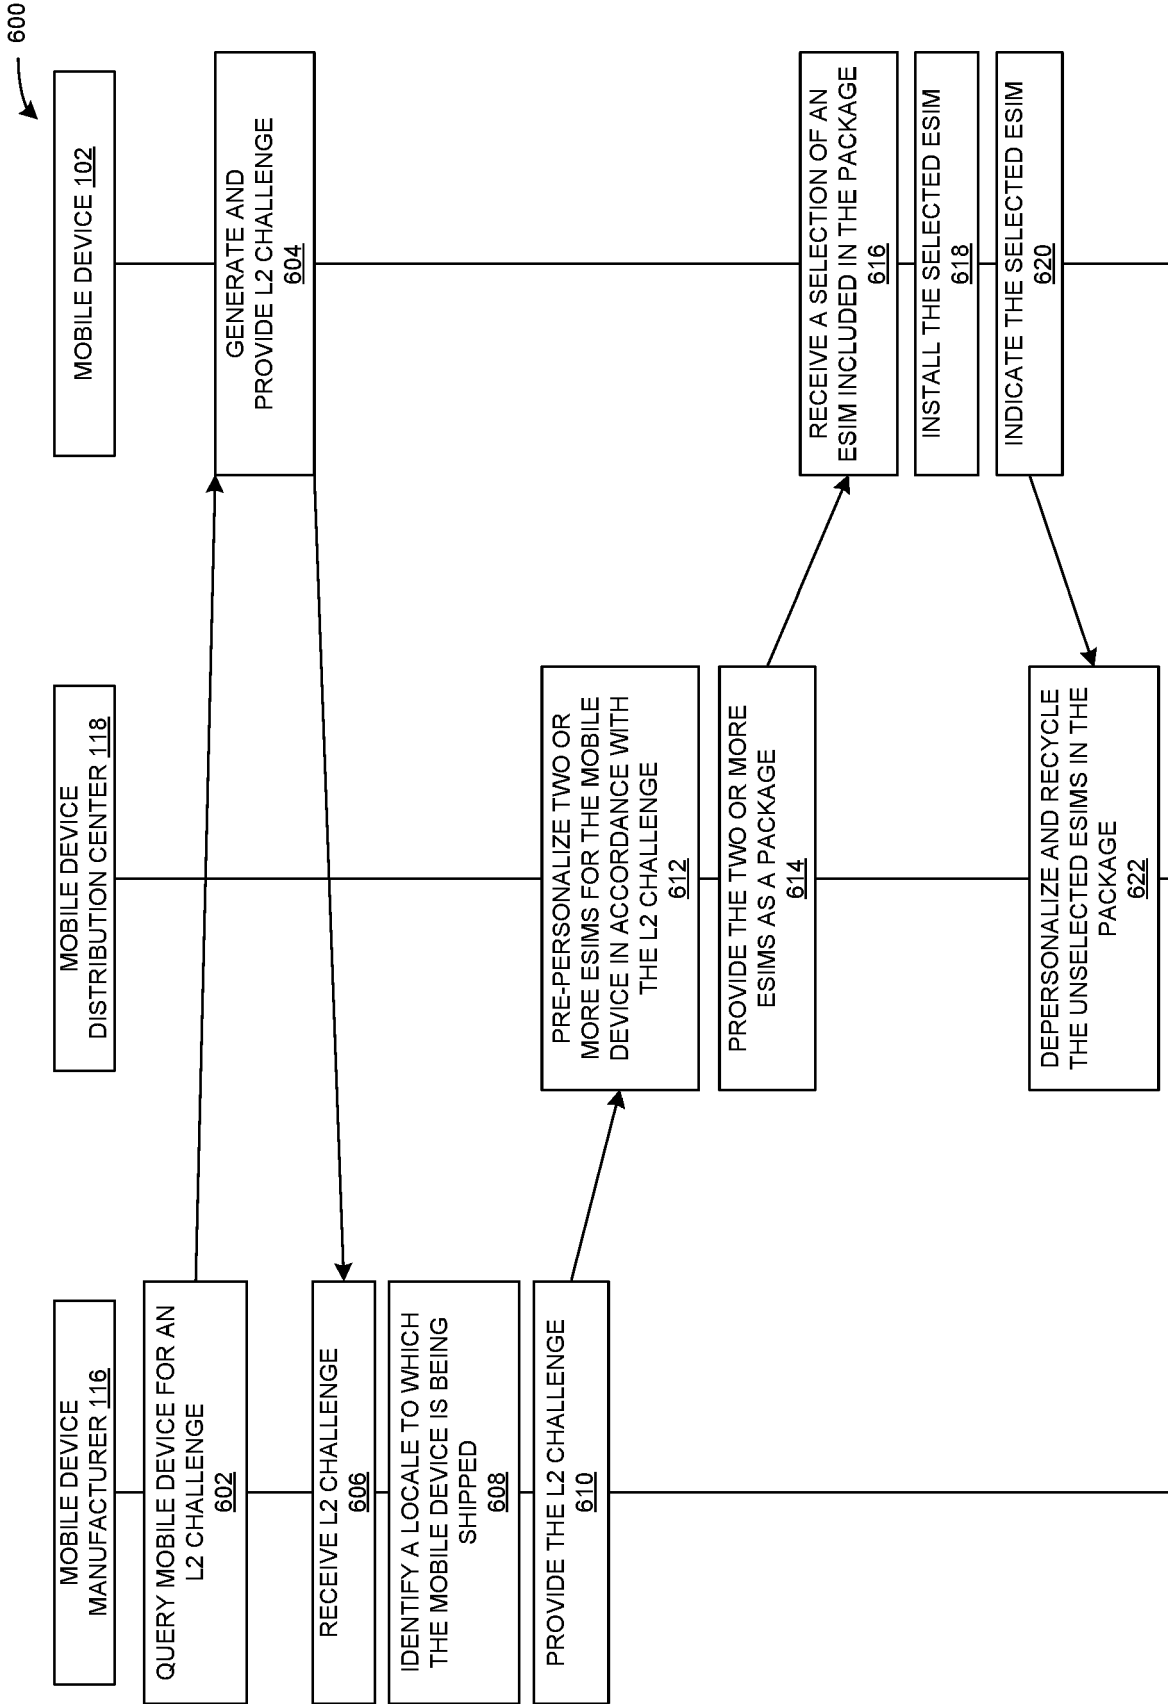 600
MOBILE DEVICE
MANUFACTURER 116
MOBILE DEVICE
DISTRIBUTION CENTER 118
MOBILE DEVICE 102
QUERY MOBILE DEVICE FOR AN
L2 CHALLENGE
602
GENERATE AND
PROVIDE L2 CHALLENGE
604
RECEIVE L2 CHALLENGE
606
IDENTIFY A LOCALE TO WHICH
THE MOBILE DEVICE IS BEING
SHIPPED
608
PROVIDE THE L2 CHALLENGE
610
PRE-PERSONALIZE TWO OR
MORE ESIMS FOR THE MOBILE
DEVICE IN ACCORDANCE WITH
THE L2 CHALLENGE
612
PROVIDE THE TWO OR MORE
ESIMS AS A PACKAGE
614
RECEIVE A SELECTION OF AN
ESIM INCLUDED IN THE PACKAGE
616
INSTALL THE SELECTED ESIM
618
INDICATE THE SELECTED ESIM
620
DEPERSONALIZE AND RECYCLE
THE UNSELECTED ESIMS IN THE
PACKAGE
622